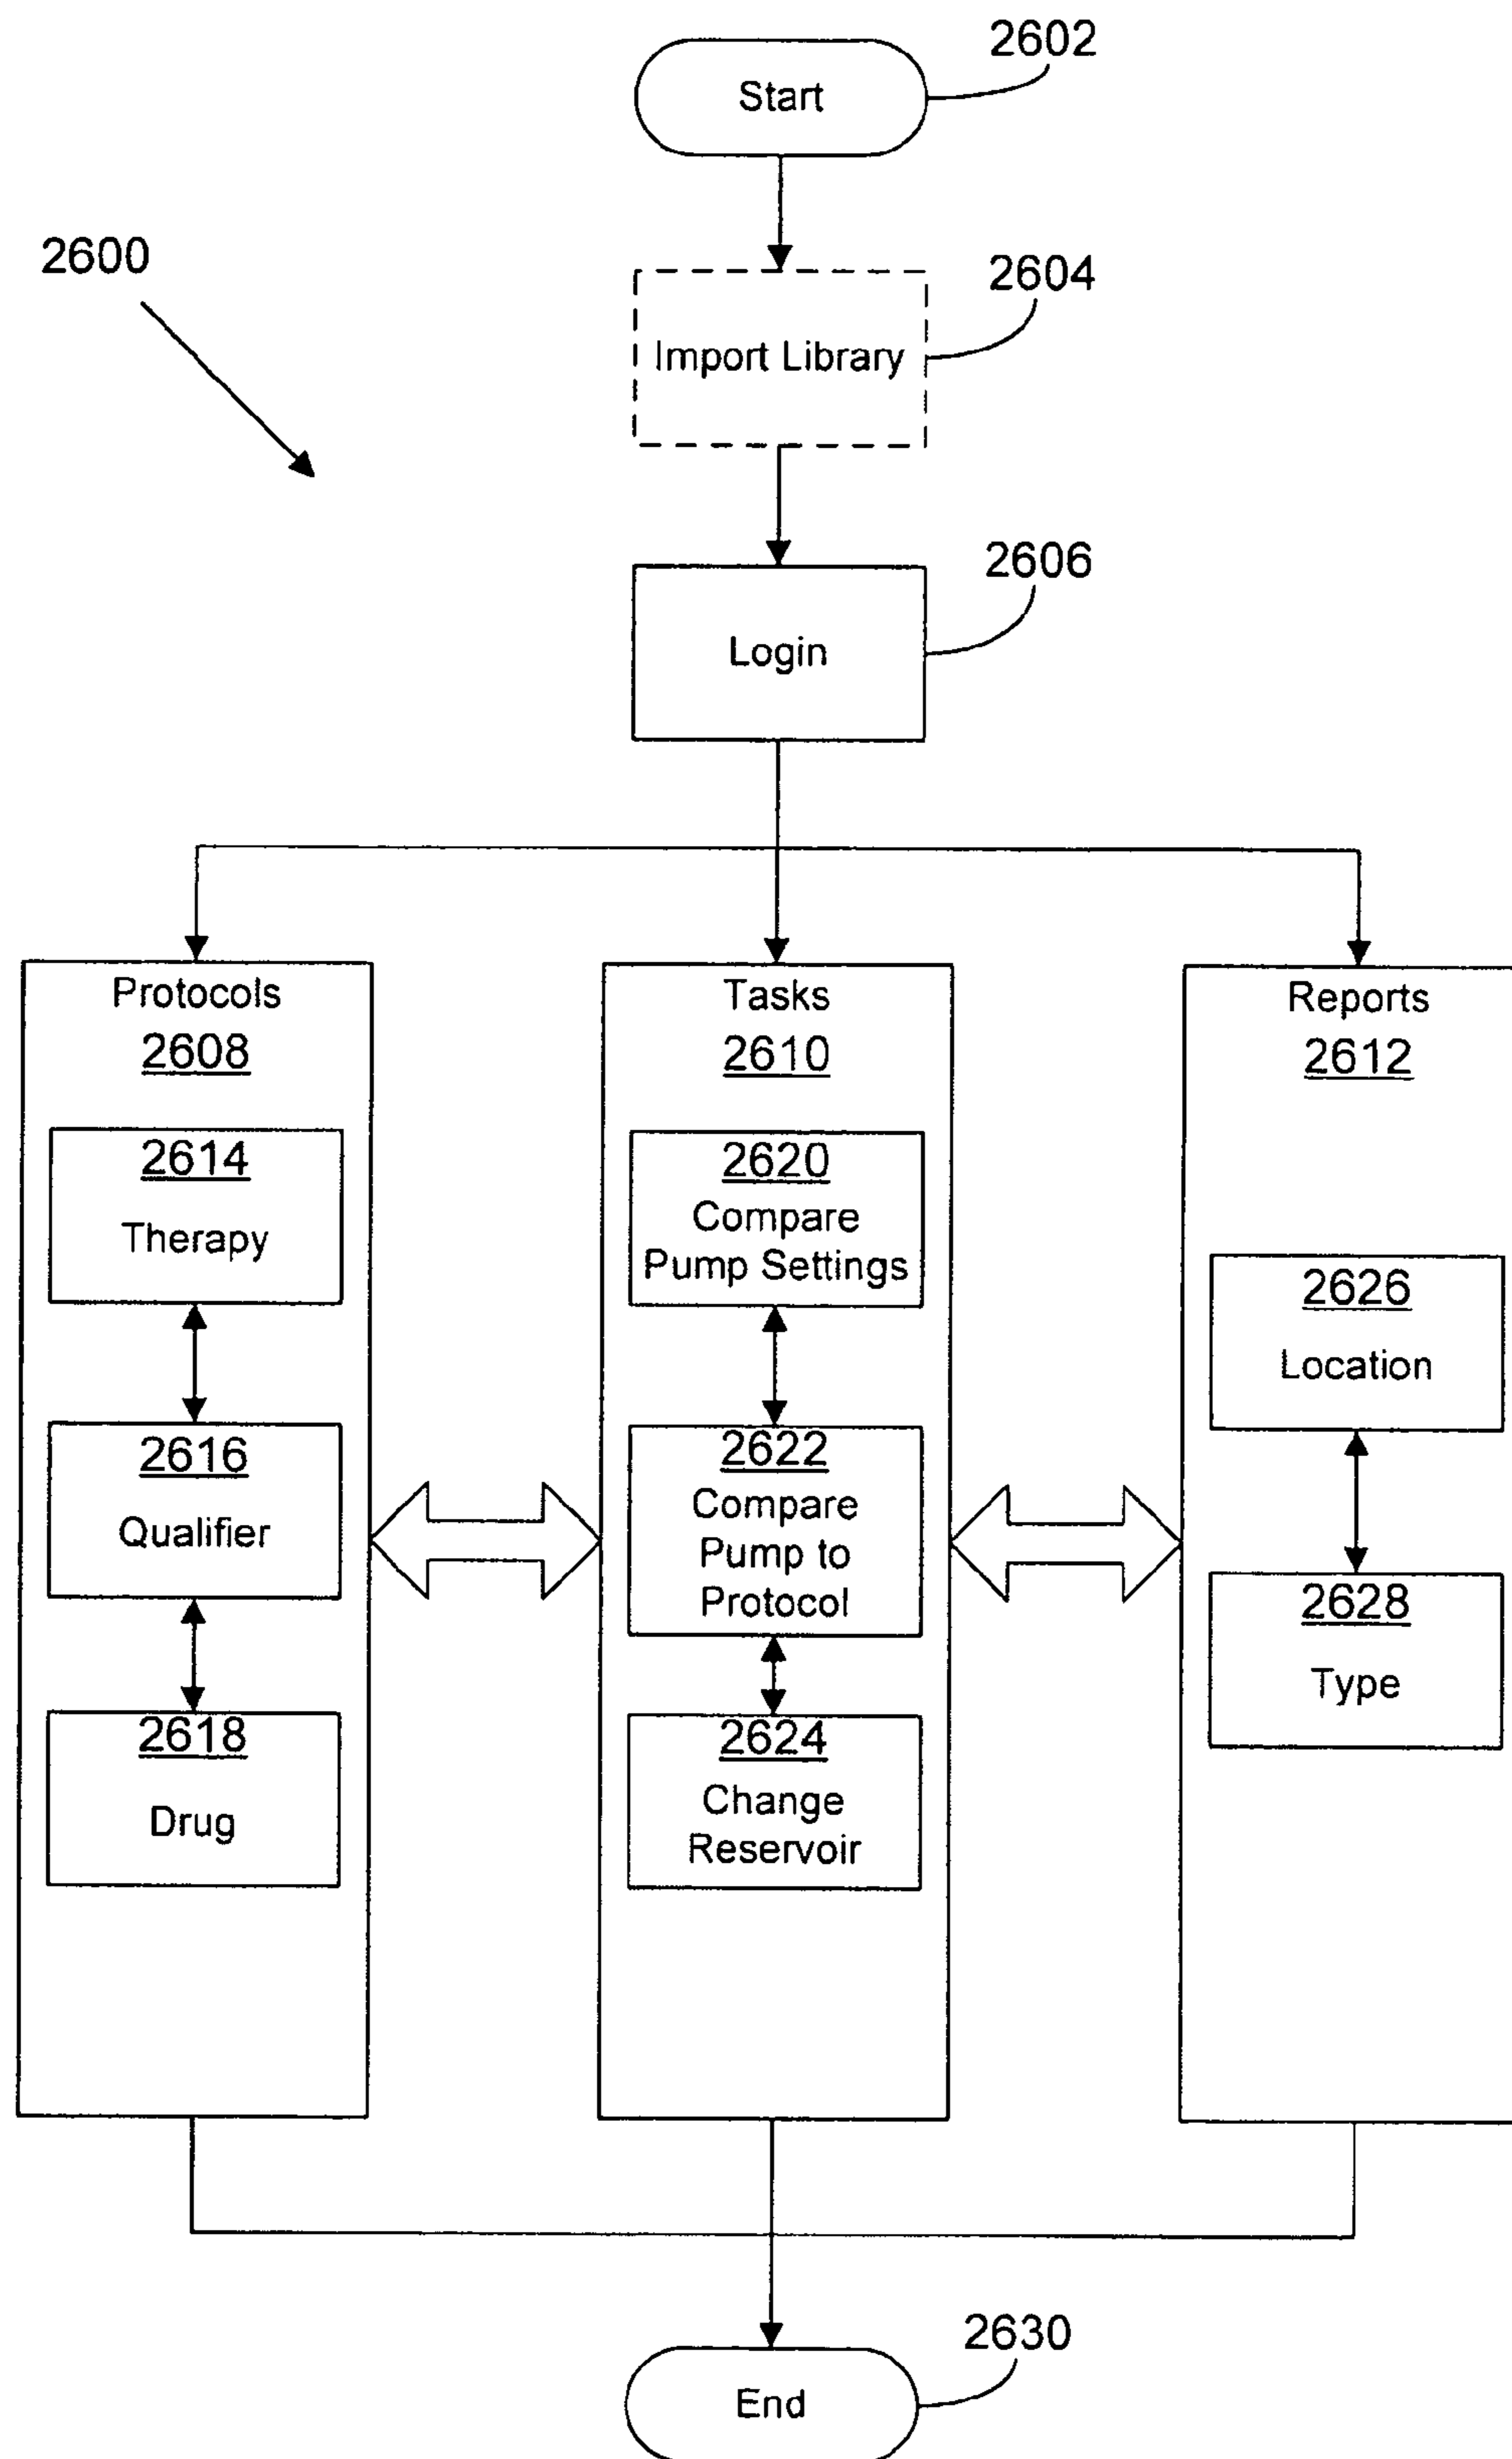 2602
Start
2600
2604
Import Library
2606
Login
Protocols
2608
2614
Therapy
2616
Qualifier
2618
Drug
Tasks
2610
2620
Compare
Pump Settings
2622
Compare
Pump to
Protocol
2624
Change
Reservoir
Reports
2612
2626
Location
2628
Type
2630
End